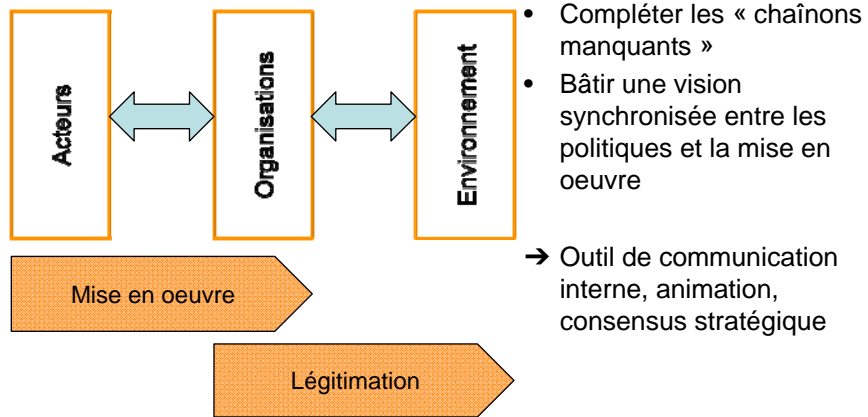 Acteurs
Organisations
Environnement
Mise en oeuvre
Légitimation
• Compléter les « chaînons
manquants »
• Bâtir une vision
synchronisée entre les
politiques et la mise en
oeuvre
➔ Outil de communication
interne, animation,
consensus stratégique